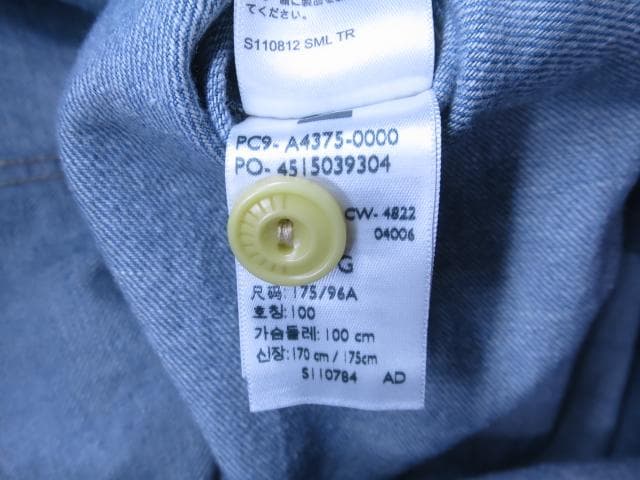 てください。
S110812 SML TR
PC9- A4375-0000
PO- 4515039304
CW- 4822
04006
G
尺码: 175/96A
호칭: 100
가슴둘레: 100 cm
신장: 170 cm / 175cm
S110784 AD